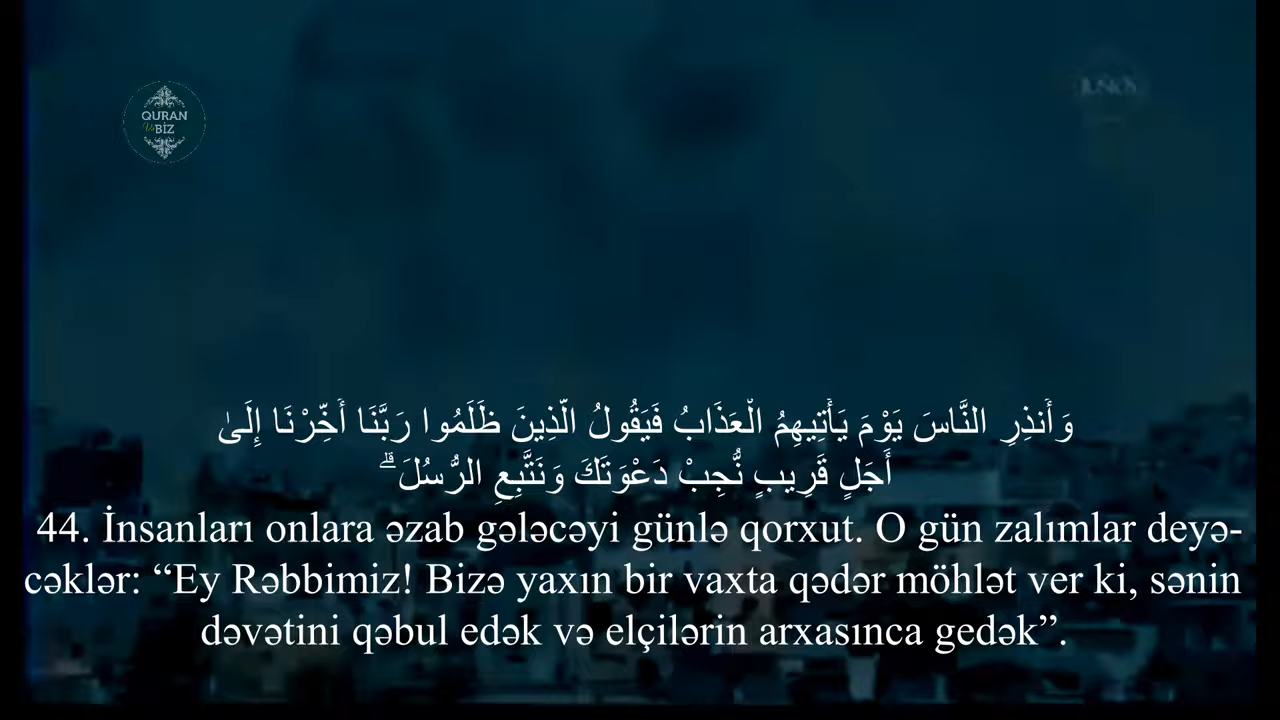 QURAN
Və
BİZ
وَأَنذِرِ النَّاسَ يَوْمَ يَأْتِيهِمُ الْعَذَابُ فَيَقُولُ الَّذِينَ ظَلَمُوا رَبَّنَا أَخِّرْنَا إِلَىٰ
أَجَلٍ قَرِيبٍ نُّجِبْ دَعْوَتَكَ وَنَتَّبِعِ الرُّسُلَ ۗ
44. İnsanları onlara əzab gələcəyi günlə qorxut. O gün zalımlar deyə-
cəklər: “Ey Rəbbimiz! Bizə yaxın bir vaxta qədər möhlət ver ki, sənin
dəvətini qəbul edək və elçilərin arxasınca gedək”.